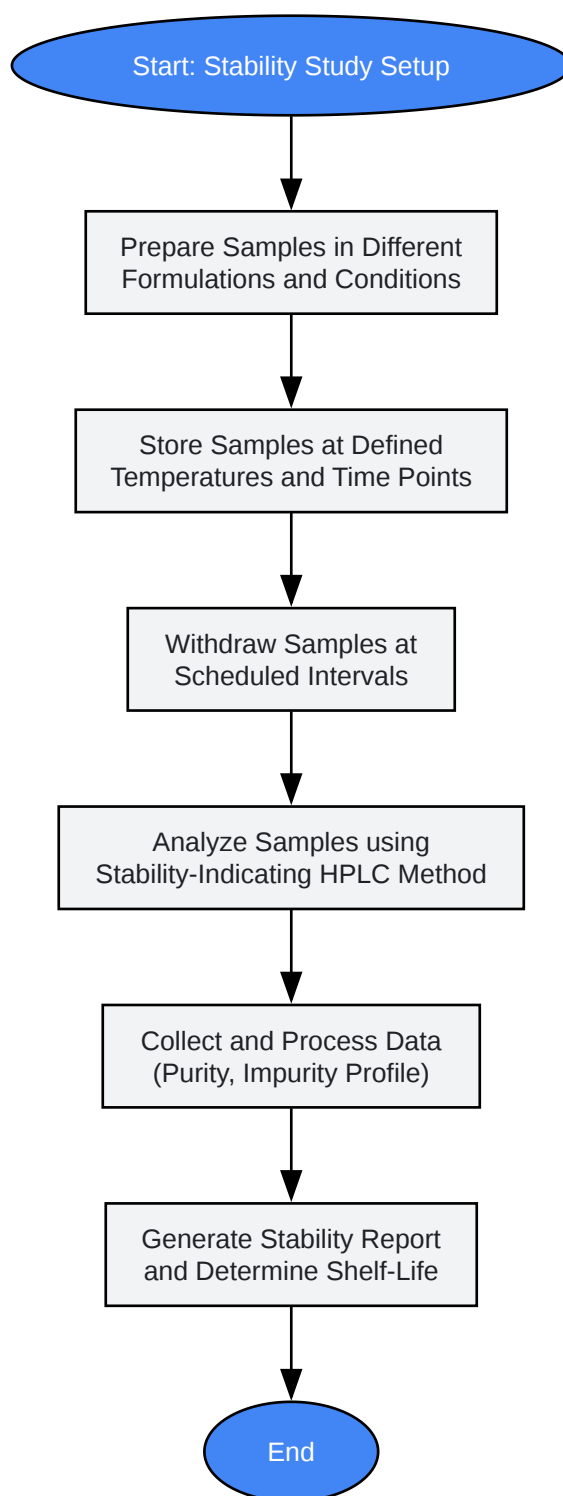 Start: Stability Study Setup
Prepare Samples in Different
Formulations and Conditions
Store Samples at Defined
Temperatures and Time Points
Withdraw Samples at
Scheduled Intervals
Analyze Samples using
Stability-Indicating HPLC Method
Collect and Process Data
(Purity, Impurity Profile)
Generate Stability Report
and Determine Shelf-Life
End